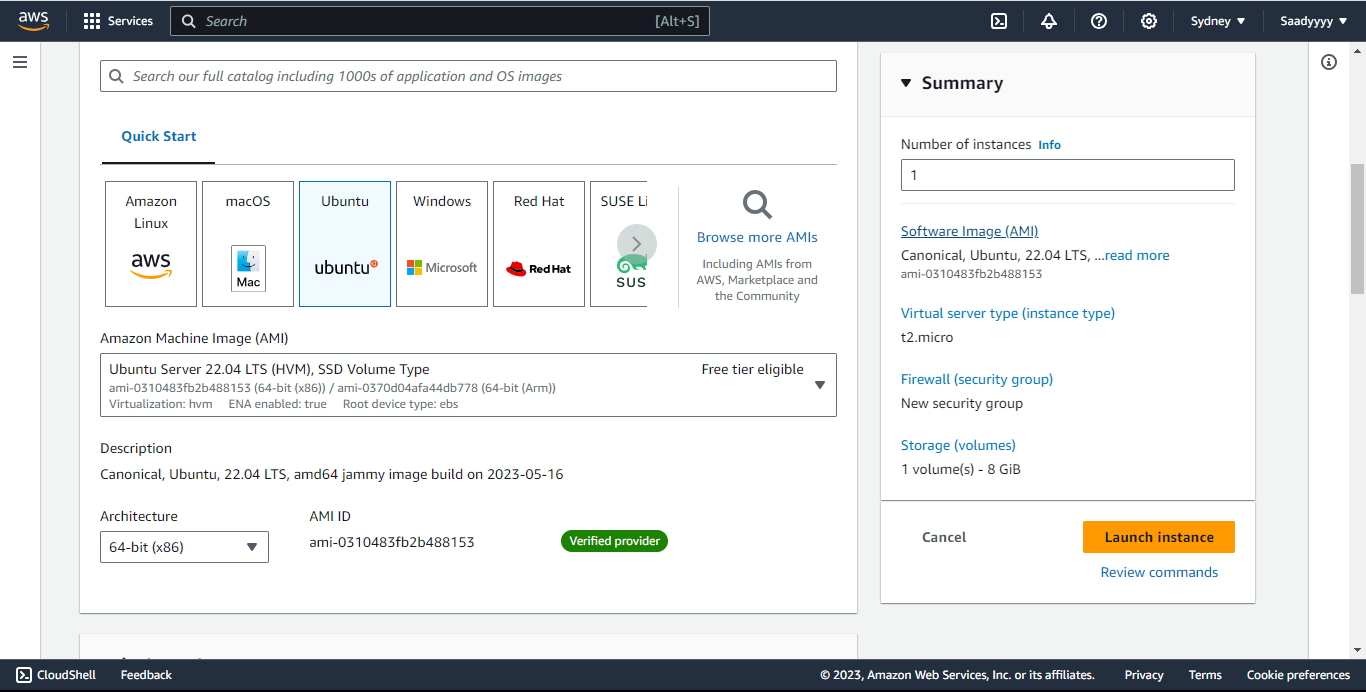 aws
Services
Search
[Alt+S]
Sydney
Saadyyyy
Search our full catalog including 1000s of application and OS images
Quick Start
Amazon
Linux
aws
macOS
Mac
Ubuntu
ubuntu
Windows
Microsoft
Red Hat
Red Hat
SUSE Li
SUS
Browse more AMIs
Including AMIs from
AWS, Marketplace and
the Community
Amazon Machine Image (AMI)
Ubuntu Server 22.04 LTS (HVM), SSD Volume Type
Free tier eligible
ami-0310483fb2b488153 (64-bit (x86)) / ami-0370d04afa44db778 (64-bit (Arm))
Virtualization: hvm ENA enabled: true Root device type: ebs
Description
Canonical, Ubuntu, 22.04 LTS, amd64 jammy image build on 2023-05-16
Architecture
64-bit (x86)
AMI ID
ami-0310483fb2b488153
Verified provider
Summary
Number of instances Info
1
Software Image (AMI)
Canonical, Ubuntu, 22.04 LTS, ...read more
ami-0310483fb2b488153
Virtual server type (instance type)
t2.micro
Firewall (security group)
New security group
Storage (volumes)
1 volume(s) - 8 GiB
Cancel
Launch instance
Review commands
CloudShell
Feedback
© 2023, Amazon Web Services, Inc. or its affiliates.
Privacy
Terms
Cookie preferences